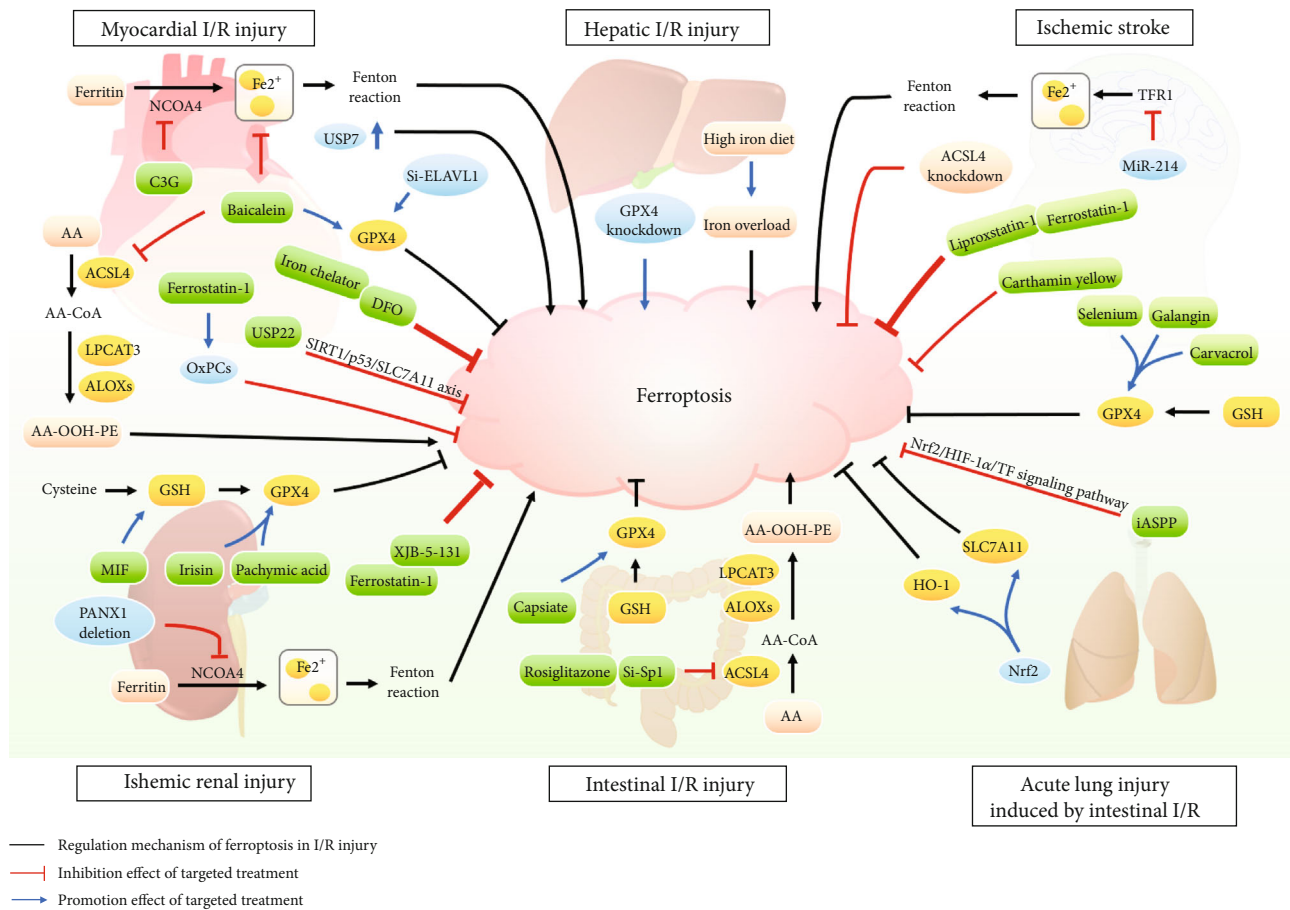 Myocardial I/R injury
Hepatic I/R injury
Ischemic stroke
Ferritin
NCOA4
Fe2+
Fenton
reaction
USP7
C3G
Si-ELAVL1
Baicalein
GPX4
AA
ACSL4
AA-CoA
LPCAT3
ALOXs
AA-OOH-PE
Ferrostatin-1
OxPCs
Iron chelator
DFO
USP22
SIRT1/p53/SLC7A11 axis
High iron diet
GPX4
knockdown
Iron overload
Fenton
reaction
Fe2+
TFR1
MiR-214
ACSL4
knockdown
Liproxstatin-1
Ferrostatin-1
Carthamin yellow
Selenium
Galangin
Carvacrol
GPX4
GSH
Ferroptosis
Cysteine
GSH
GPX4
MIF
Irisin
Pachymic acid
PANX1
deletion
NCOA4
Ferritin
Fe2+
Fenton
reaction
XJB-5-131
Ferrostatin-1
GPX4
Capsiate
GSH
Rosiglitazone
Si-Sp1
ACSL4
AA-OOH-PE
LPCAT3
ALOXs
AA-CoA
AA
Nrf2/HIF-1α/TF signaling pathway
iASPP
SLC7A11
HO-1
Nrf2
Ishemic renal injury
Intestinal I/R injury
Acute lung injury
induced by intestinal I/R
Regulation mechanism of ferroptosis in I/R injury
Inhibition effect of targeted treatment
Promotion effect of targeted treatment